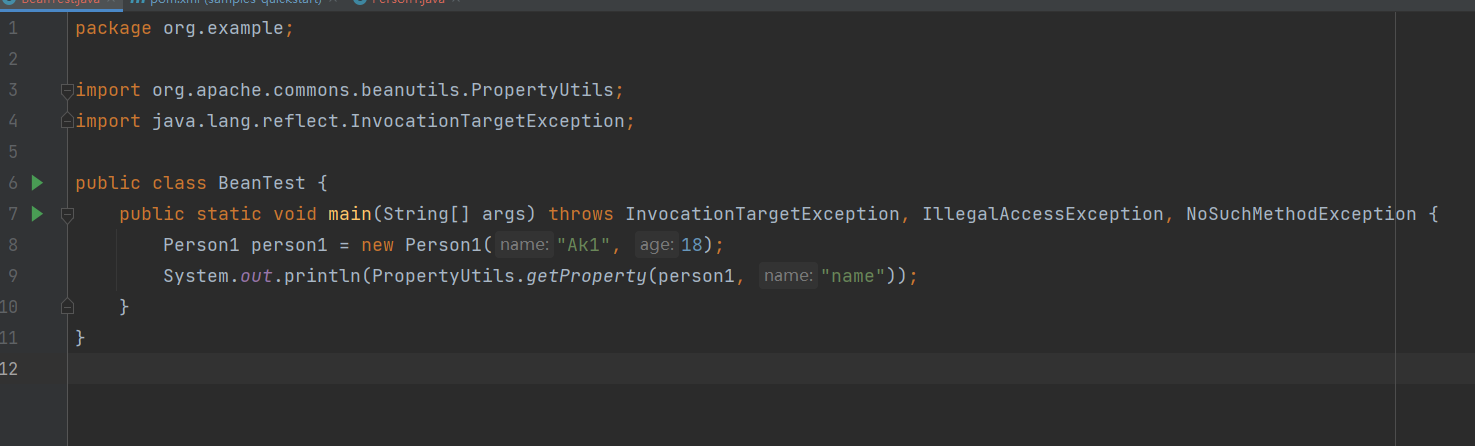 BeanTest.java pom.xml (samples-quickstart) Person1.java
1 package org.example;
2
3 import org.apache.commons.beanutils.PropertyUtils;
4 import java.lang.reflect.InvocationTargetException;
5
6 public class BeanTest {
7 public static void main(String[] args) throws InvocationTargetException, IllegalAccessException, NoSuchMethodException {
8 Person1 person1 = new Person1( name: "Ak1", age: 18);
9 System.out.println(PropertyUtils.getProperty(person1, name: "name"));
10 }
11 }
12